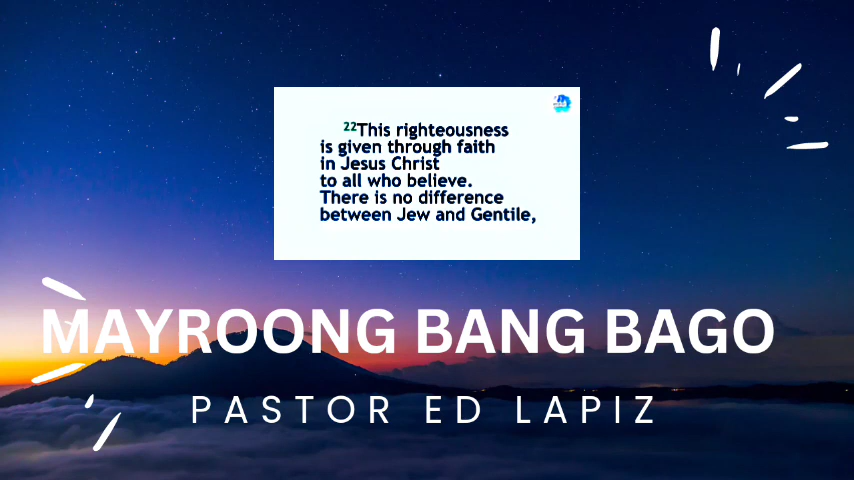 22This righteousness
is given through faith
in Jesus Christ
to all who believe.
There is no difference
between Jew and Gentile,
MAYROONG BANG BAGO
PASTOR ED LAPIZ